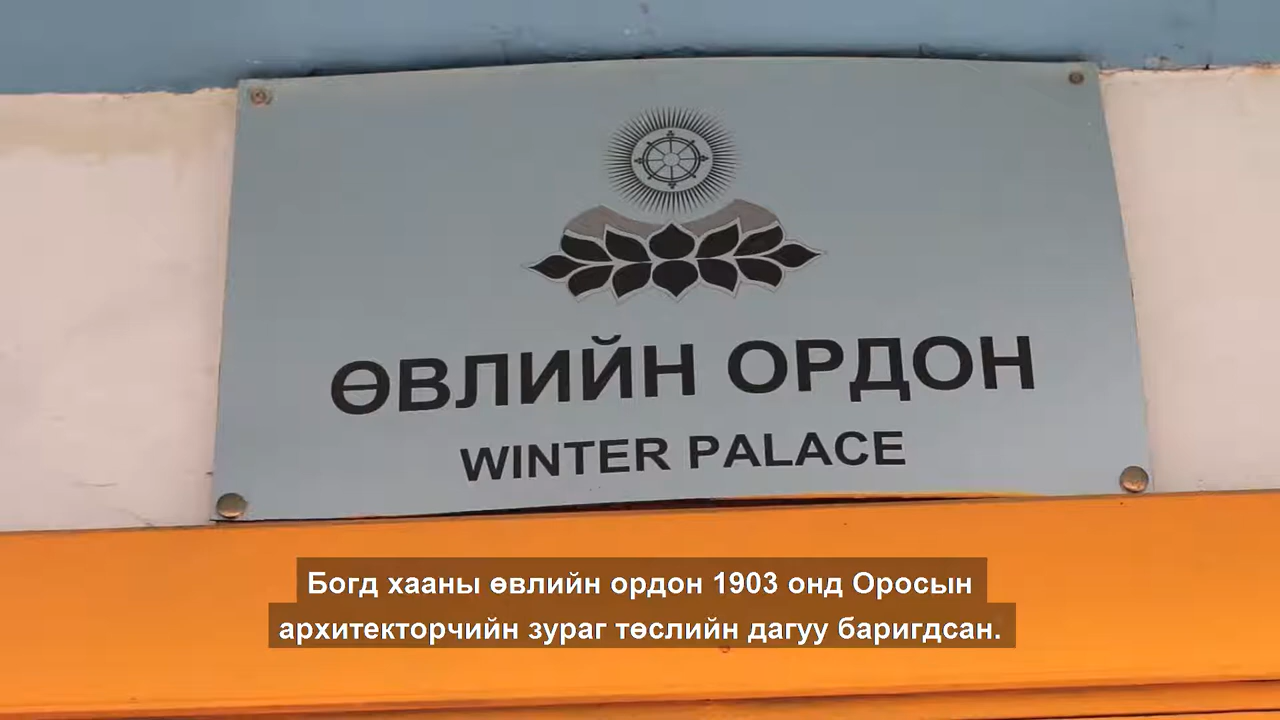 ӨВЛИЙН ОРДОН
WINTER PALACE
Богд хааны өвлийн ордон 1903 онд Оросын
архитекторчийн зураг төслийн дагуу баригдсан.